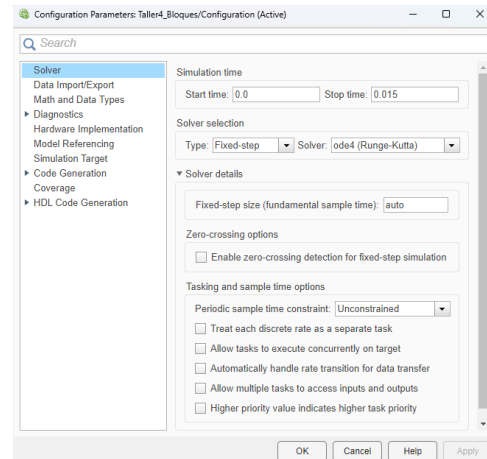 Configuration Parameters: Taller4_Bloques/Configuration (Active)
Search
Solver
Data Import/Export
Math and Data Types
Diagnostics
Hardware Implementation
Model Referencing
Simulation Target
Code Generation
Coverage
HDL Code Generation
Simulation time
Start time: 0.0 Stop time: 0.015
Solver selection
Type: Fixed-step Solver: ode4 (Runge-Kutta)
Solver details
Fixed-step size (fundamental sample time): auto
Zero-crossing options
Enable zero-crossing detection for fixed-step simulation
Tasking and sample time options
Periodic sample time constraint: Unconstrained
Treat each discrete rate as a separate task
Allow tasks to execute concurrently on target
Automatically handle rate transition for data transfer
Allow multiple tasks to access inputs and outputs
Higher priority value indicates higher task priority
OK Cancel Help Apply